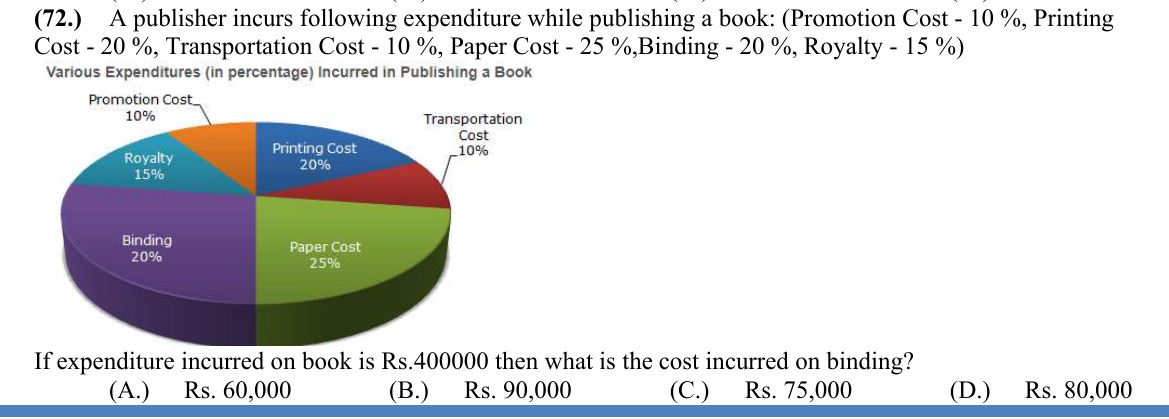 (72.) A publisher incurs following expenditure while publishing a book: (Promotion Cost - 10 %, Printing
Cost - 20 %, Transportation Cost - 10 %, Paper Cost - 25 %,Binding - 20 %, Royalty - 15 %)
Various Expenditures (in percentage) Incurred in Publishing a Book
Promotion Cost
10%
Transportation
Cost
10%
Printing Cost
20%
Royalty
15%
Binding
20%
Paper Cost
25%
If expenditure incurred on book is Rs.400000 then what is the cost incurred on binding?
(A.) Rs. 60,000 (B.) Rs. 90,000 (C.) Rs. 75,000 (D.) Rs. 80,000